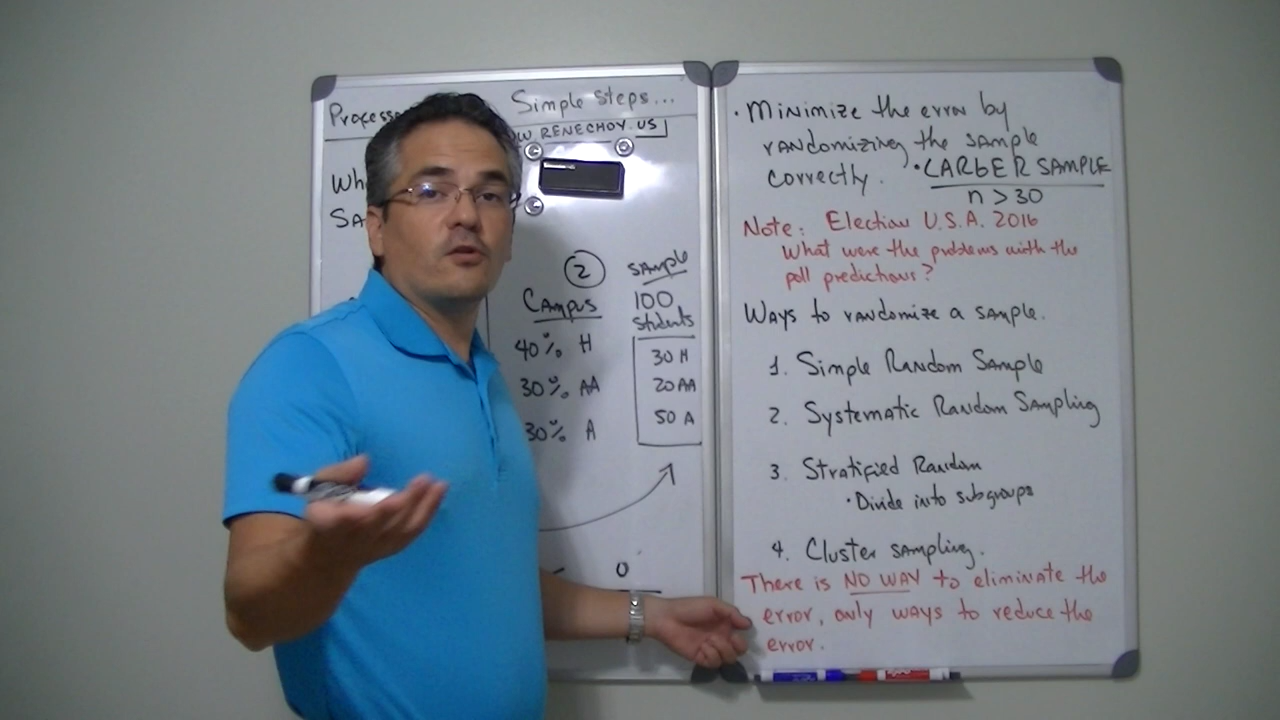 Simple Steps...
W.RENECHOY.US
Wh
SA
2
Campus
40% H
30% AA
30% A
Sample
100
Students
30 H
20 AA
50 A
0
• Minimize the error by
randomizing the sample
correctly. • LARGER SAMPLE
n > 30
Note: Election U.S.A. 2016
What were the problems with the
poll predictions?
Ways to randomize a sample.
1. Simple Random Sample
2. Systematic Random Sampling
3. Stratified Random
• Divide into subgroups
4. Cluster sampling.
There is NO WAY to eliminate the
error, only ways to reduce the
error.